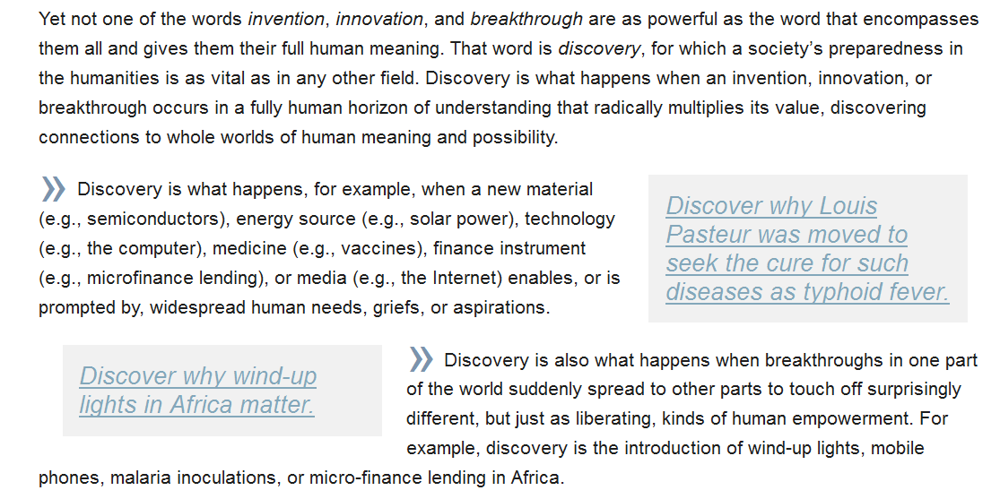 Yet not one of the words invention, innovation, and breakthrough are as powerful as the word that encompasses
them all and gives them their full human meaning. That word is discovery, for which a society’s preparedness in
the humanities is as vital as in any other field. Discovery is what happens when an invention, innovation, or
breakthrough occurs in a fully human horizon of understanding that radically multiplies its value, discovering
connections to whole worlds of human meaning and possibility.
» Discovery is what happens, for example, when a new material
(e.g., semiconductors), energy source (e.g., solar power), technology
(e.g., the computer), medicine (e.g., vaccines), finance instrument
(e.g., microfinance lending), or media (e.g., the Internet) enables, or is
prompted by, widespread human needs, griefs, or aspirations.
Discover why Louis
Pasteur was moved to
seek the cure for such
diseases as typhoid fever.
Discover why wind-up
lights in Africa matter.
» Discovery is also what happens when breakthroughs in one part
of the world suddenly spread to other parts to touch off surprisingly
different, but just as liberating, kinds of human empowerment. For
example, discovery is the introduction of wind-up lights, mobile
phones, malaria inoculations, or micro-finance lending in Africa.